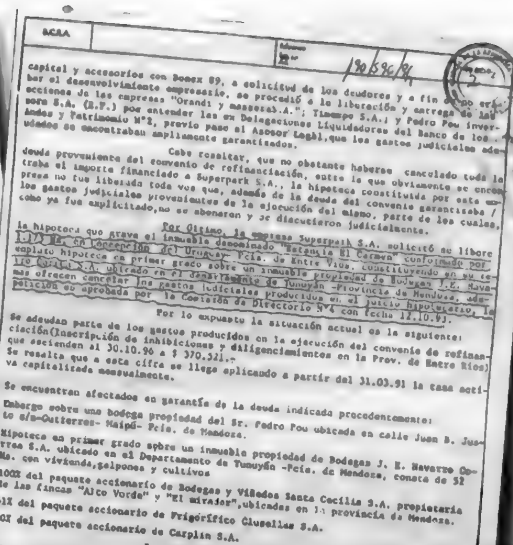 B.C.R.A.
capital y accesorios con Bonex 89, a solicitud de los deudores y a fin de no
ber el desenvolvimiento empresario, se procedió a la liberación y entrega de las
acciones de las empresas "Orandi y Massera S.A."; Timempo S.A.; y Pedro Pou Inver-
sora S.A. (E.F.) por entender las ex Delegaciones Liquidadoras del Banco de los
Andes y Patrimonio N°2, previo paso al Asesor Legal, que los gastos judiciales ade-
udados se encontraban ampliamente garantizados.
Cabe resaltar, que no obstante haberse cancelado toda la
deuda proveniente del convenio de refinanciación, entre la que obviamente se encon-
traba el importe financiado a Superpark S.A., la hipoteca constituida por esta em-
presa no fue liberada toda vez que, además de la deuda del convenio garantizaba
los gastos judiciales provenientes de la ejecución del mismo, parte de los cuales,
como ya fue explicitado, no se abonaron y se discutieron judicialmente.
Por último, la empresa Superpark S.A. solicitó se libere
la hipoteca que grava el inmueble denominado "Estancia El Carmen" conformado por
en Concepción del Uruguay- Pcia. de Entre Ríos, constituyendo en su re-
emplazo hipoteca en primer grado sobre un inmueble propiedad de Bodegas J.E. Nava-
rro S.A. ubicado en el departamento de Tunuyán -Provincia de Mendoza, ade-
mas ofrecen cancelar los gastos judiciales producidos en el juicio hipotecario,
petición es aprobada por la Comisión de Directorio N°4 con fecha 12.10.95.
Por lo expuesto la situación actual es la siguiente:
Se adeudan parte de los gastos producidos en la ejecución del convenio de refinan-
ciación(Inscripción de inhibiciones y diligenciamientos en la Prov. de Entre Ríos)
que ascienden al 30.10.96 a $ 370.321.-
Se resalta que a esta cifra se llega aplicando a partir del 31.03.91 la tasa acti-
va capitalizada mensualmente.
Se encuentran afectados en garantía de la deuda indicada precedentemente:
Embargo sobre una bodega propiedad del Sr. Pedro Pou ubicada en calle Juan B. Jus-
to s/n-Gutierrez- Maipú- Pcia. de Mendoza.
Hipoteca en primer grado sobre un inmueble propiedad de Bodegas J. E. Navarro Co-
rrea S.A. ubicado en el Departamento de Tunuyán -Pcia. de Mendoza, consta de 52
Ha. con vivienda, galpones y cultivos
100% del paquete accionario de Bodegas y Viñedos Santa Cecilia S.A. propietaria
de las fincas "Alto Verde" y "El mirador", ubicadas en la provincia de Mendoza.
51% del paquete accionario de Frigorífico Clusellas S.A.
0% del paquete accionario de Carplin S.A.